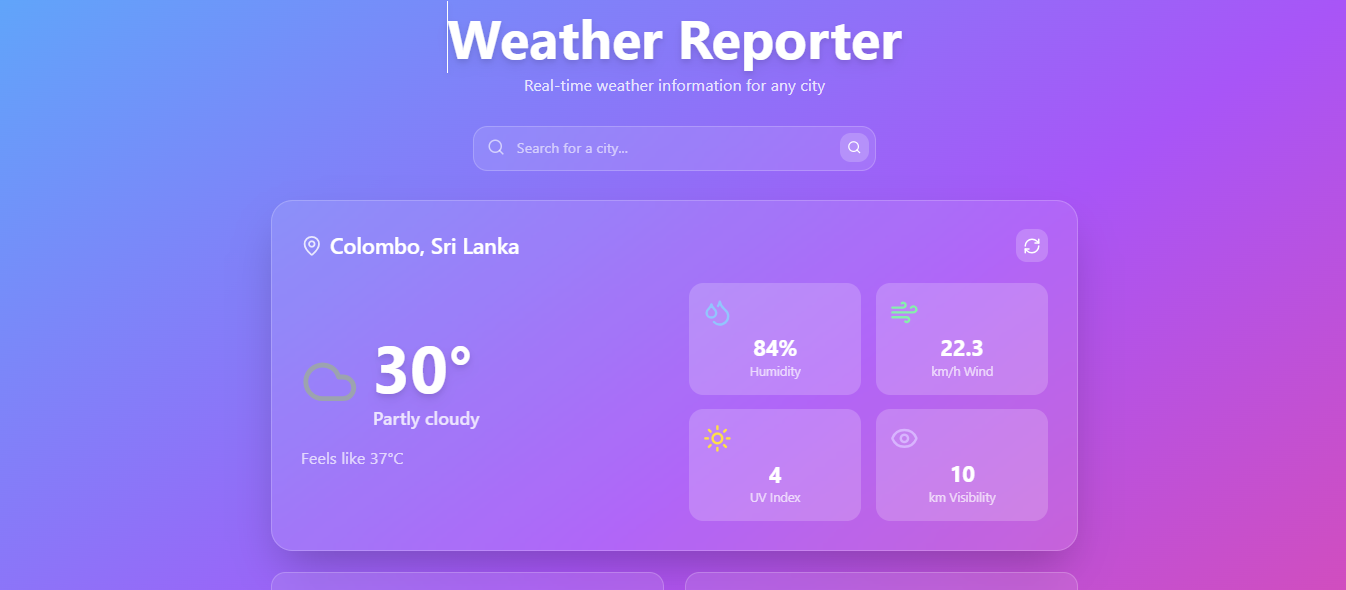 Weather Reporter
Real-time weather information for any city
Search for a city...
Colombo, Sri Lanka
30°
Partly cloudy
Feels like 37°C
84%
Humidity
22.3
km/h Wind
4
UV Index
10
km Visibility